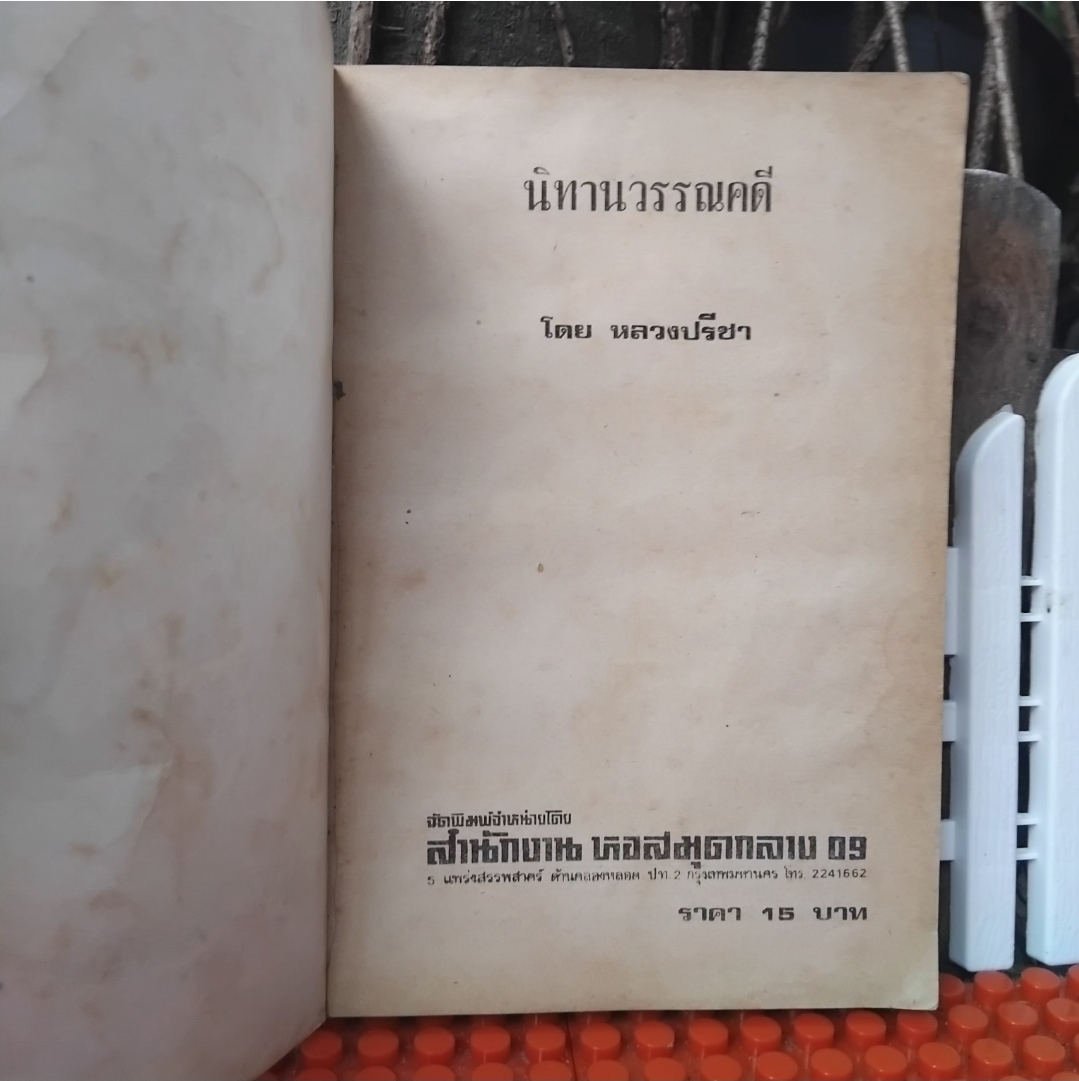 นิทานวรรณคดี
โดย หลวงปรีชา
จัดพิมพ์จำหน่ายโดย
สำนักงาน หอสมุดกลาง 09
5 แพร่งสรรพสาตร์ ด้านคลองหลอด ปท. 2 กรุงเทพมหานคร โทร. 2241662
ราคา 15 บาท